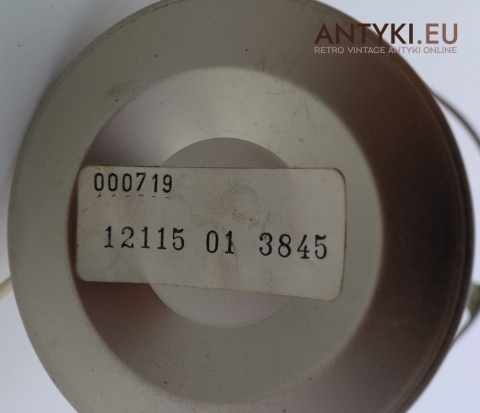 ANTYKI.EU
RETRO VINTAGE ANTYKI ONLINE
000719
12115 01 3845